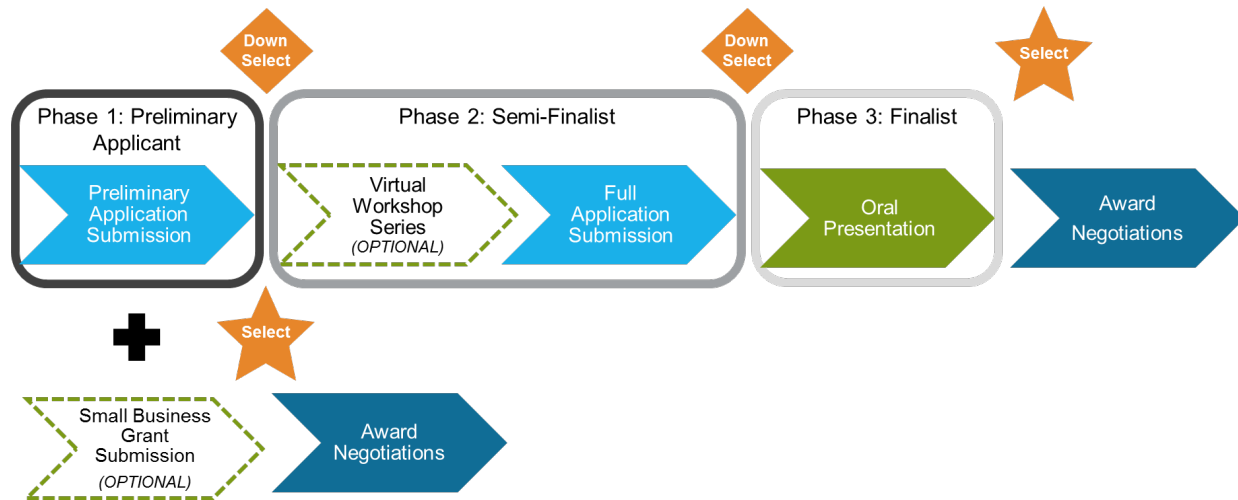 Down
Select
Down
Select
Select
Phase 1: Preliminary
Applicant
Phase 2: Semi-Finalist
Phase 3: Finalist
Preliminary
Application
Submission
Virtual
Workshop
Series
(OPTIONAL)
Full
Application
Submission
Oral
Presentation
Award
Negotiations
Select
Small Business
Grant
Submission
(OPTIONAL)
Award
Negotiations